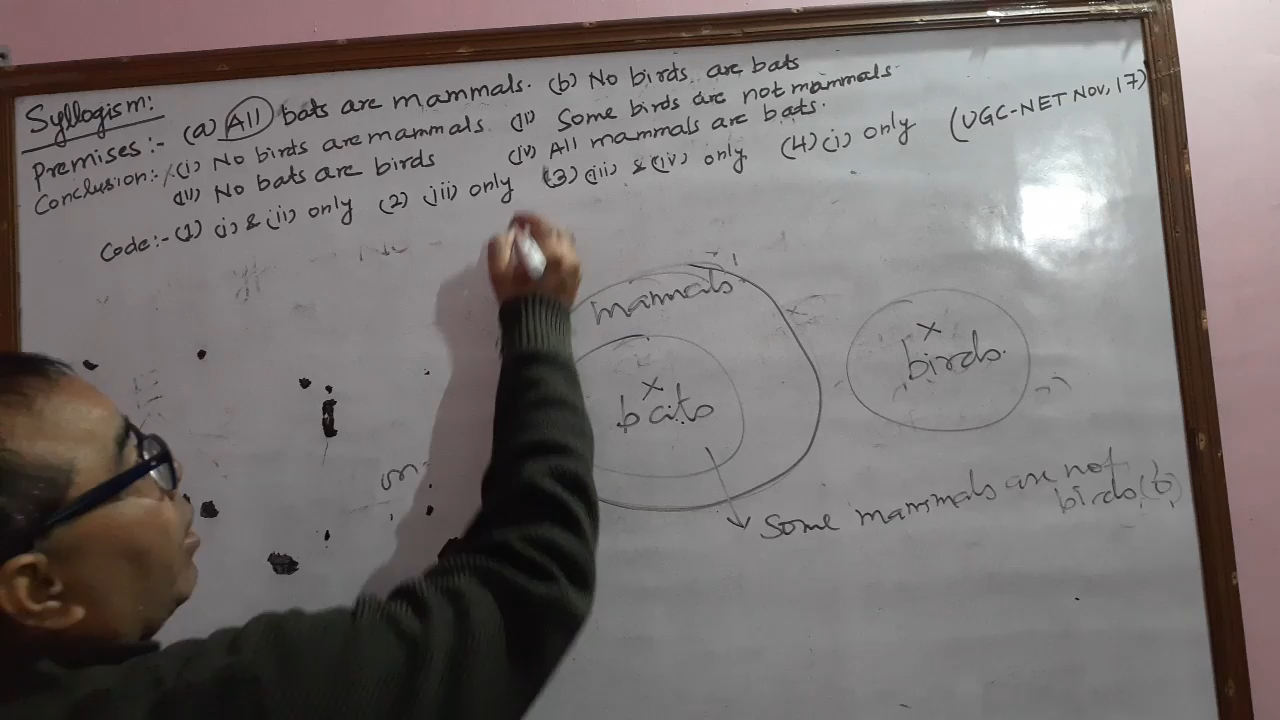 Syllogism:
Premises:- (a) All bats are mammals. (b) No birds are bats
Conclusion:- (i) No birds are mammals (ii) Some birds are not mammals.
(iii) No bats are birds (iv) All mammals are bats.
Code:- (1) (i) & (ii) only (2) (iii) only (3) (iii) & (iv) only (4) (i) only (UGC-NET Nov, 17)
mammals.
x
birds.
x
bats
Some mammals are not
birds